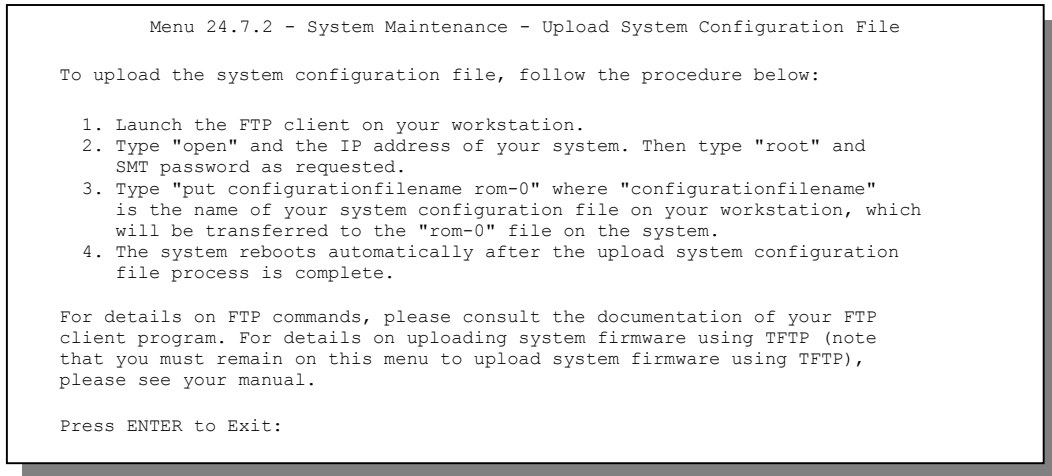 Menu 24.7.2 - System Maintenance - Upload System Configuration File
To upload the system configuration file, follow the procedure below:
1. Launch the FTP client on your workstation.
2. Type "open" and the IP address of your system. Then type "root" and
SMT password as requested.
3. Type "put configurationfilename rom-0" where "configurationfilename"
is the name of your system configuration file on your workstation, which
will be transferred to the "rom-0" file on the system.
4. The system reboots automatically after the upload system configuration
file process is complete.
For details on FTP commands, please consult the documentation of your FTP
client program. For details on uploading system firmware using TFTP (note
that you must remain on this menu to upload system firmware using TFTP),
please see your manual.
Press ENTER to Exit: